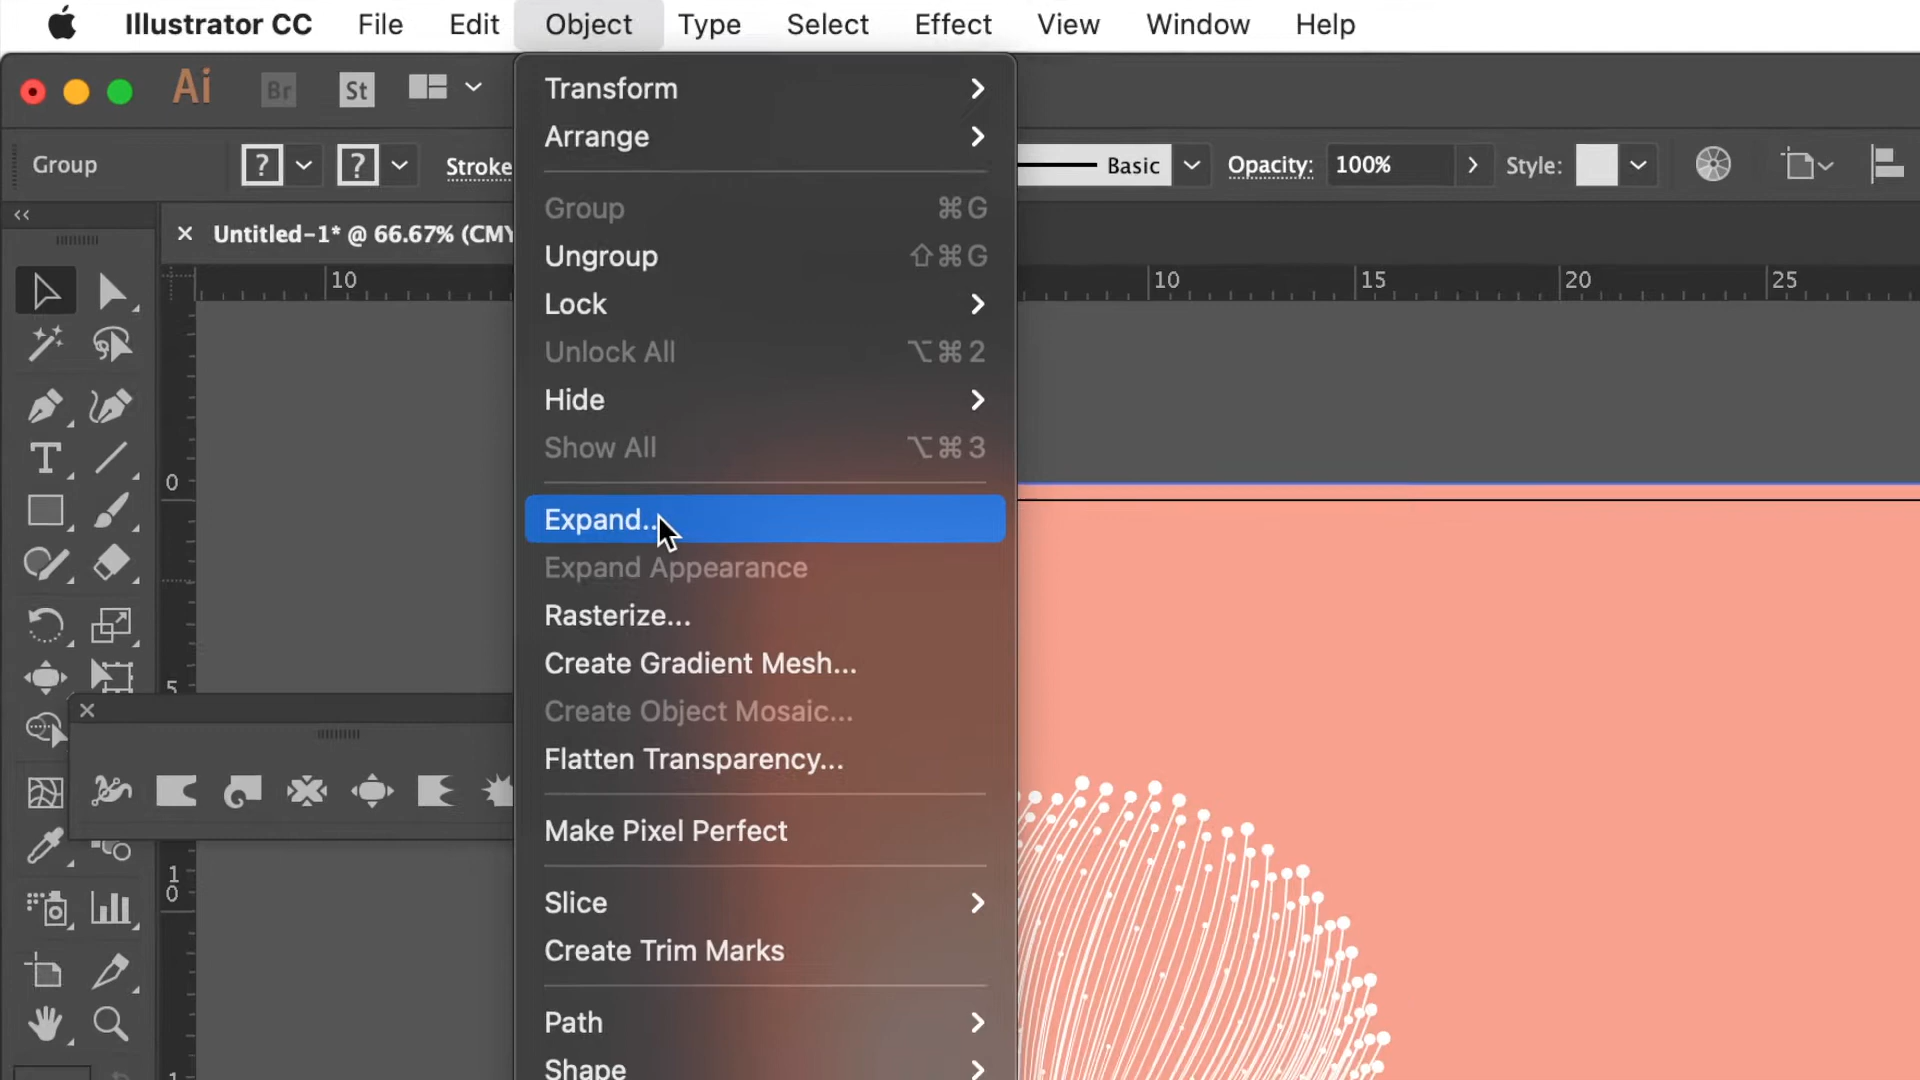 Illustrator CC File Edit Object Type Select Effect View Window Help
Ai Br St
Group ? ? Stroke Basic Opacity: 100% Style:
Untitled-1* @ 66.67% (CMY
10 10 15 20 25
Transform
Arrange
Group ⌘G
Ungroup ⇧⌘G
Lock
Unlock All ⌥⌘2
Hide
Show All ⌥⌘3
Expand..
Expand Appearance
Rasterize...
Create Gradient Mesh...
Create Object Mosaic...
Flatten Transparency...
Make Pixel Perfect
Slice
Create Trim Marks
Path
Shape
0
5
10
1